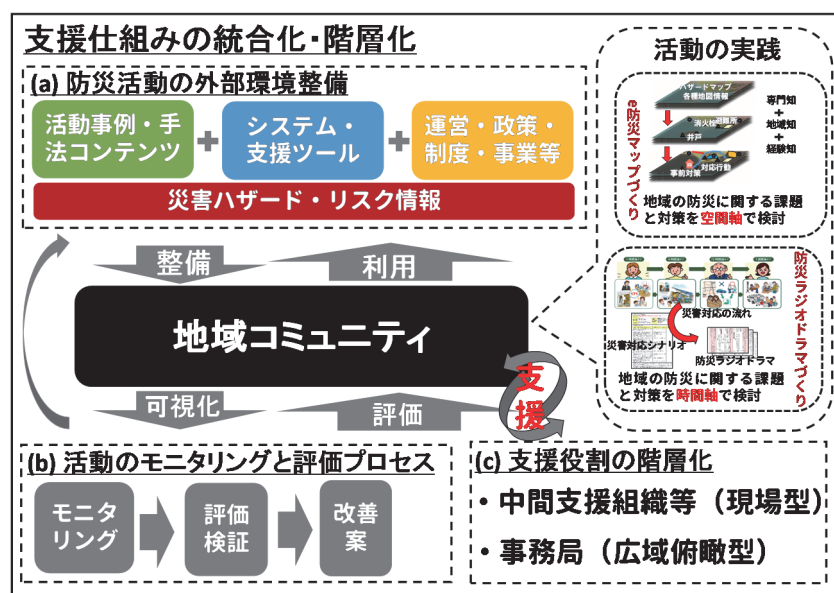 支援仕組みの統合化・階層化
(a) 防災活動の外部環境整備
活動事例・手
法コンテンツ
+
システム・
支援ツール
+
運営・政策・
制度・事業等
災害ハザード・リスク情報
整備
利用
地域コミュニティ
可視化
評価
支援
(b) 活動のモニタリングと評価プロセス
モニタ
リング
評価
検証
改善
案
(c) 支援役割の階層化
・中間支援組織等（現場型）
・事務局（広域俯瞰型）
活動の実践
e防災マップづくり
ハザードマップ
各種地図情報
消火栓
避難所
井戸
事前対策
対応行動
専門知
+
地域知
+
経験知
地域の防災に関する課題
と対策を空間軸で検討
防災ラジオドラマづくり
災害対応の流れ
災害対応シナリオ
防災ラジオドラマ
地域の防災に関する課題
と対策を時間軸で検討